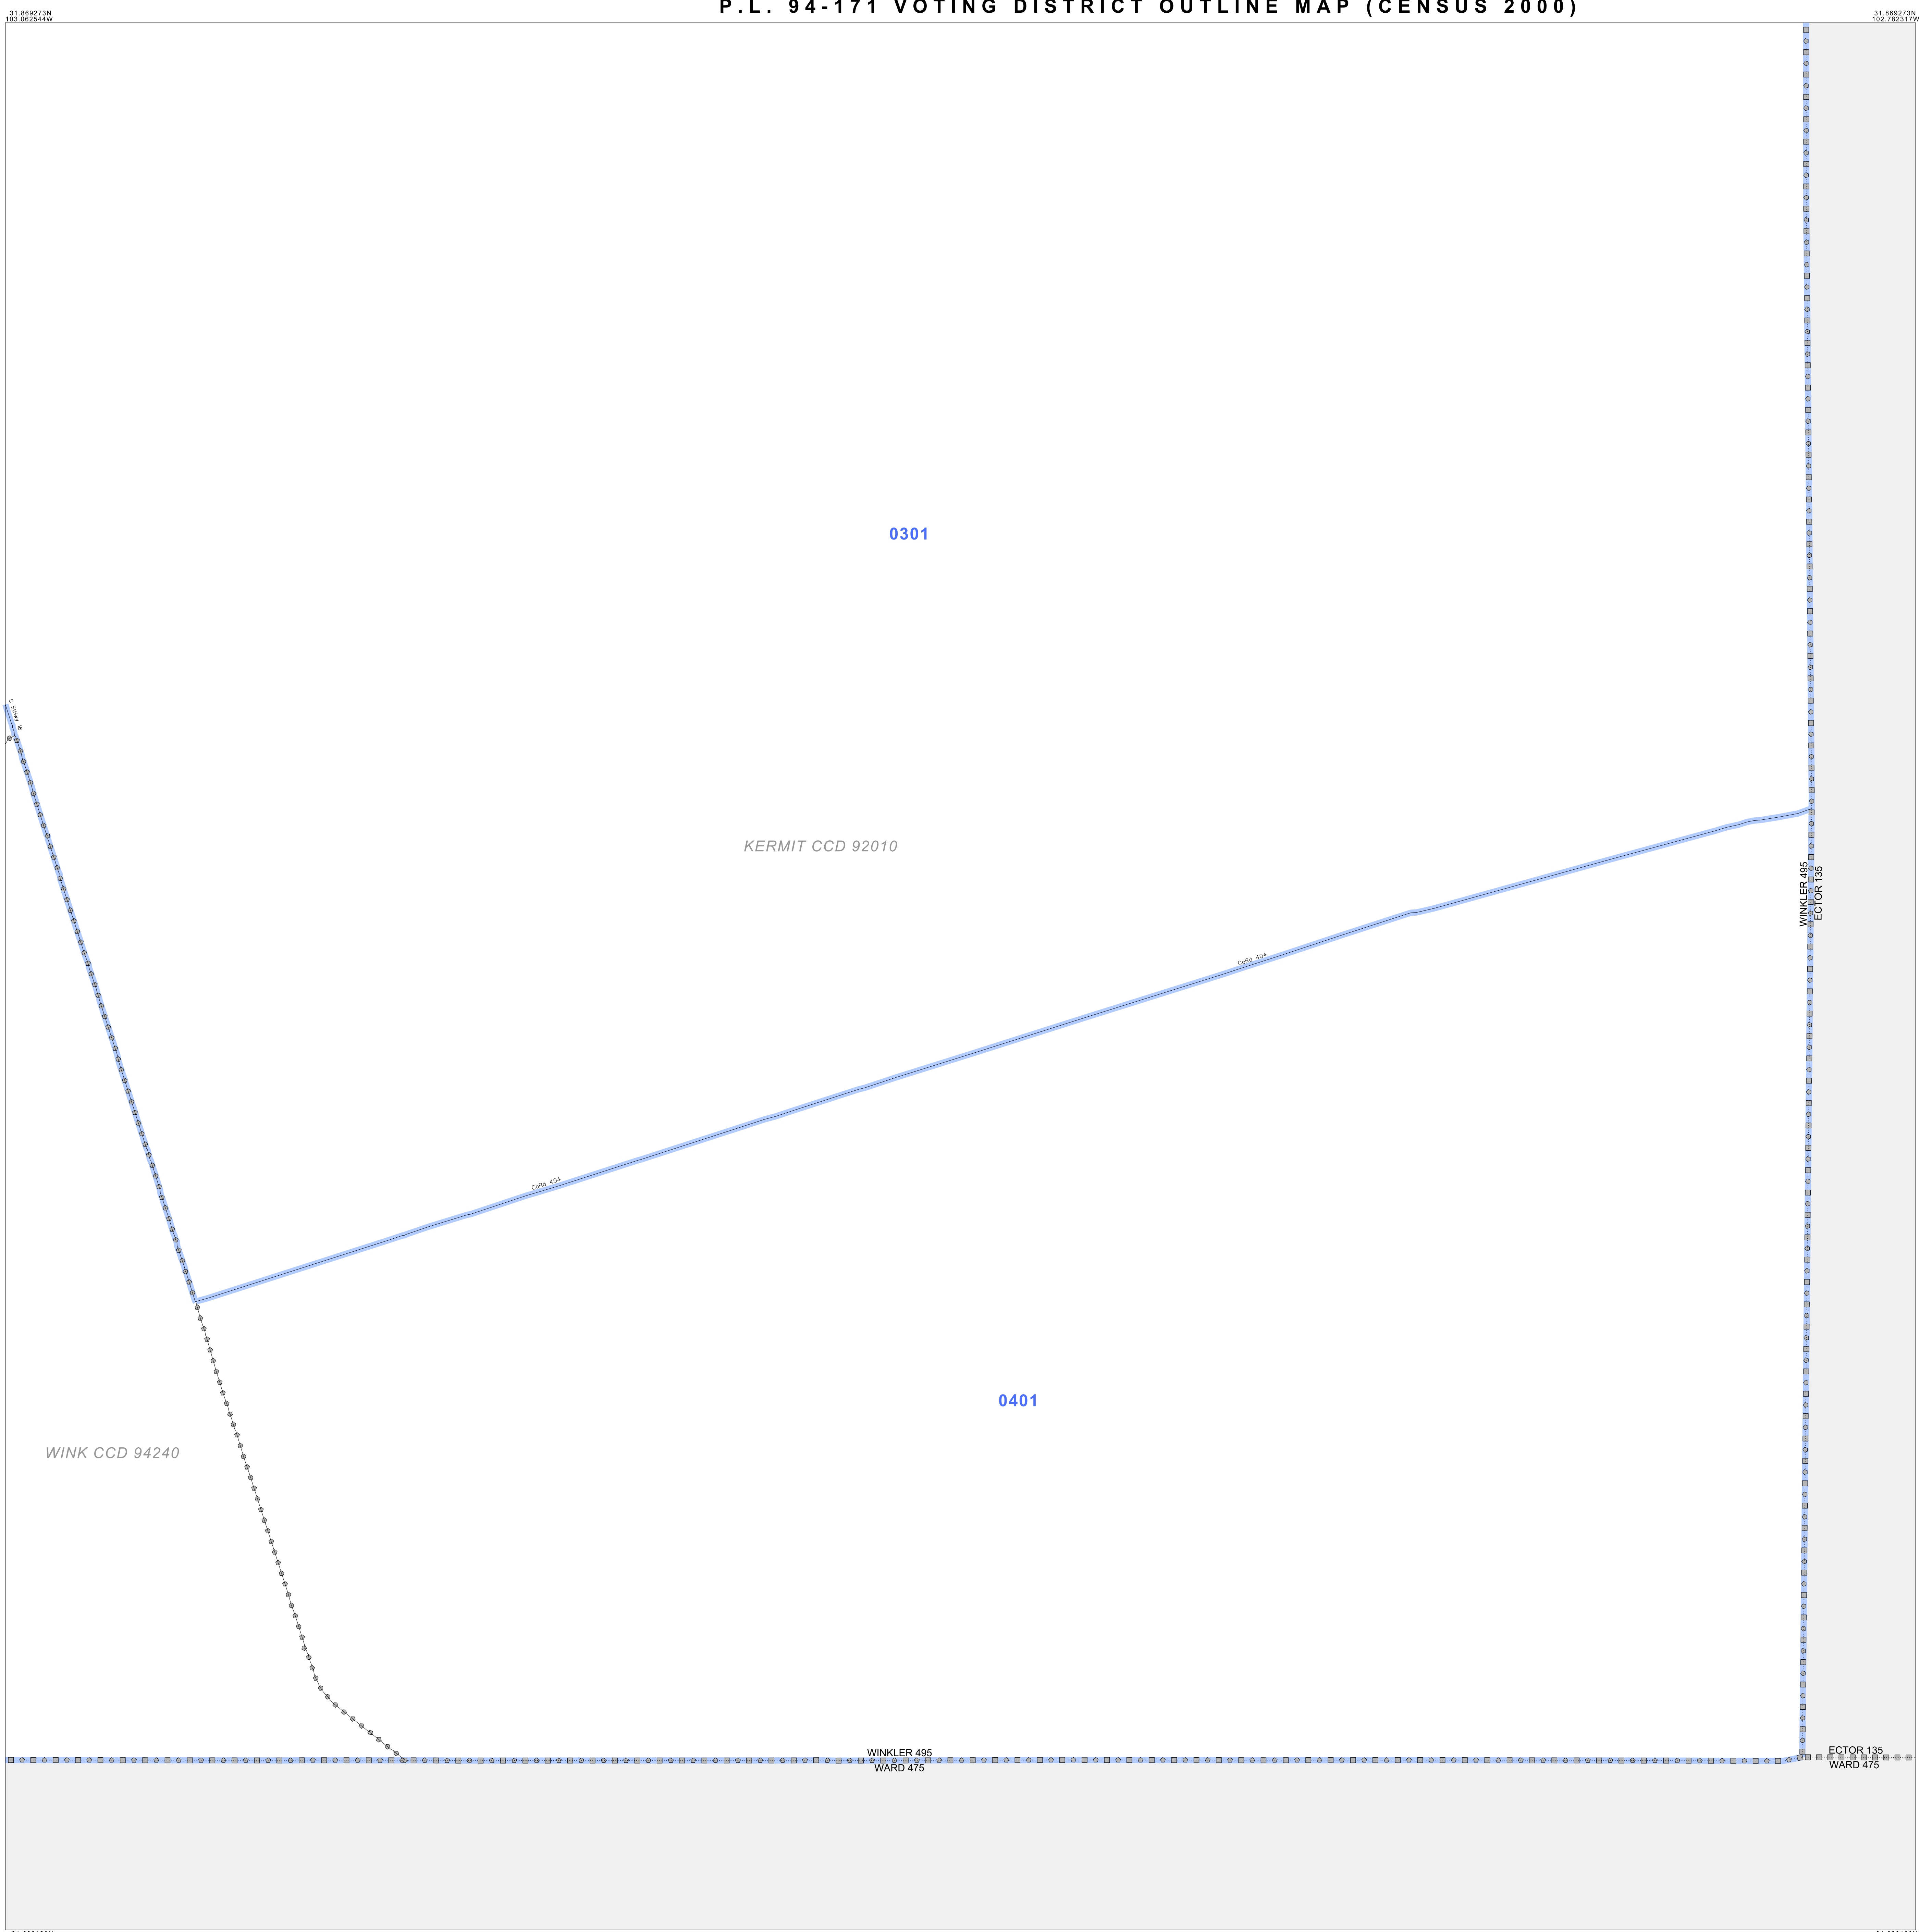 P.L. 94-171 VOTING DISTRICT OUTLINE MAP (CENSUS 2000)
31.869273N
103.062544W
31.869273N
102.782317W
0301
S StHwy 18
KERMIT CCD 92010
WINKLER 495
ECTOR 135
CoRd 404
CoRd 404
0401
WINK CCD 94240
WINKLER 495
WARD 475
ECTOR 135
WARD 475